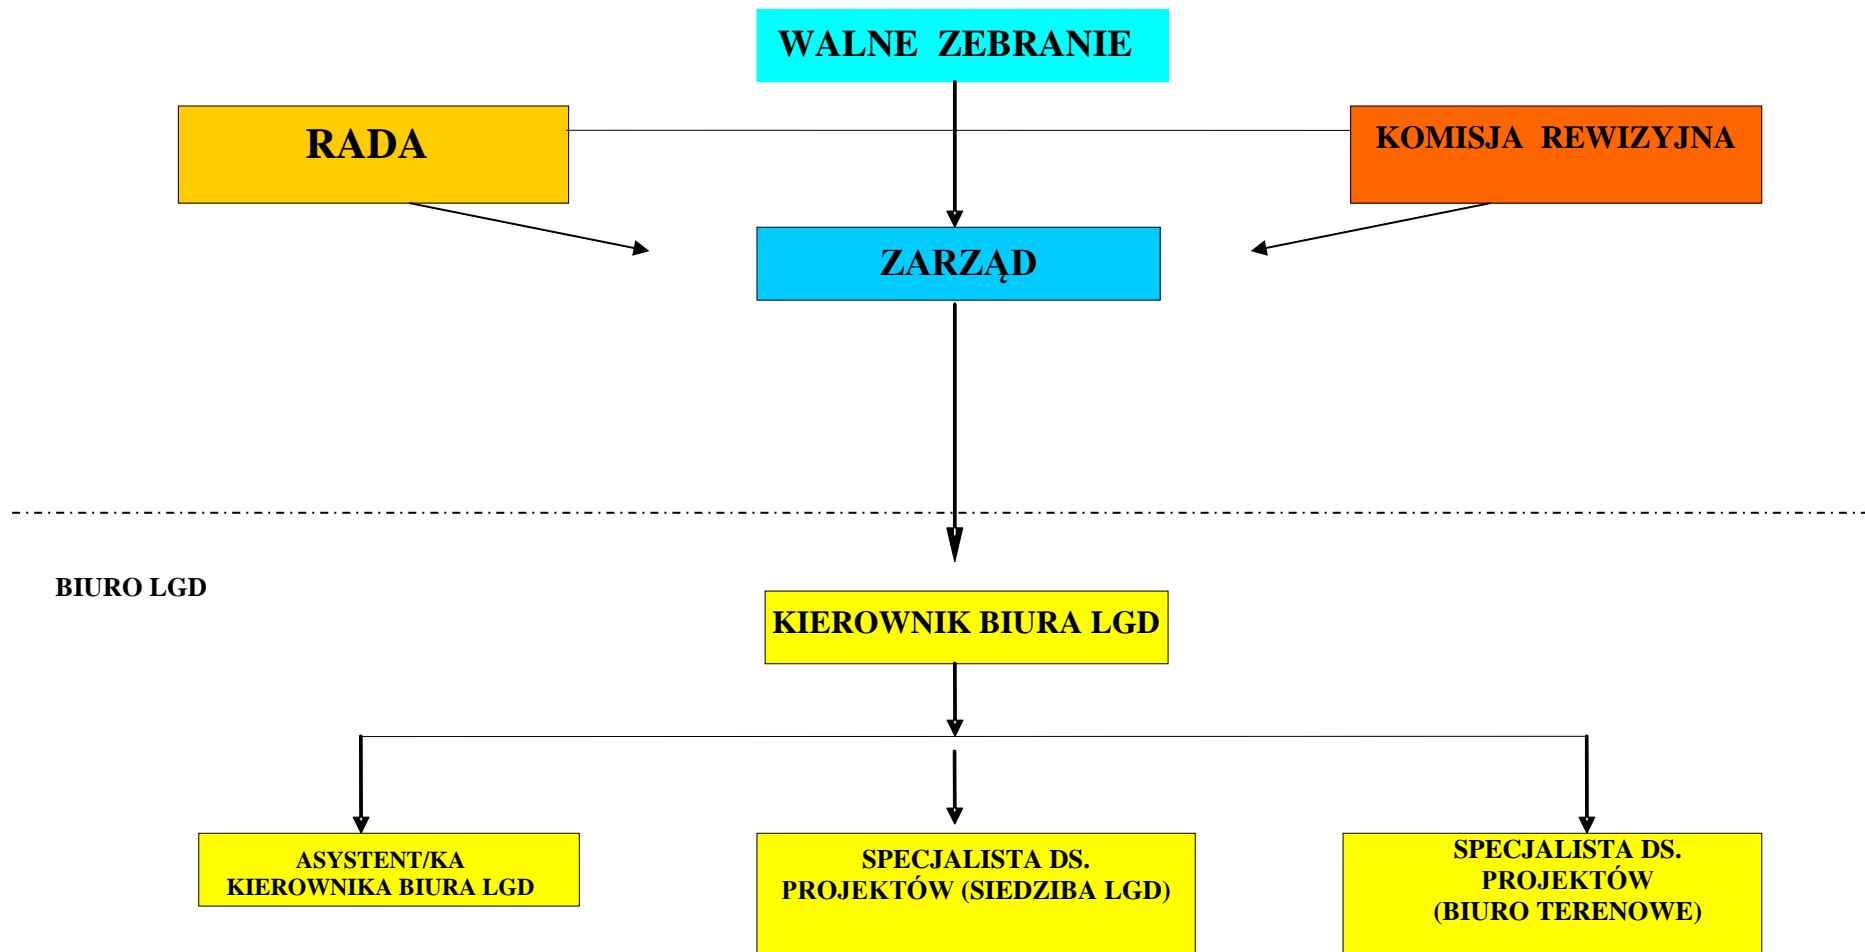 WALNE ZEBRANIE
RADA
KOMISJA REWIZYJNA
ZARZĄD
BIURO LGD
KIEROWNIK BIURA LGD
ASYSTENT/KA
KIEROWNIKA BIURA LGD
SPECJALISTA DS.
PROJEKTÓW (SIEDZIBA LGD)
SPECJALISTA DS.
PROJEKTÓW
(BIURO TERENOWE)